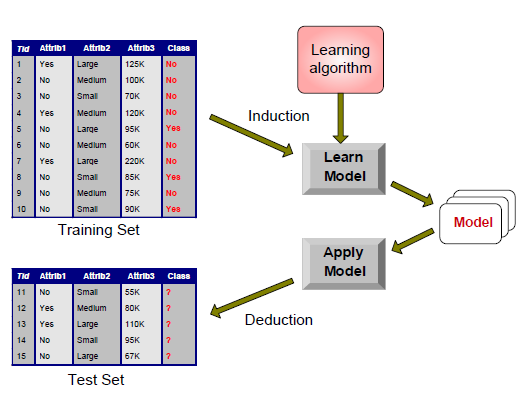 Tid Attrib1 Attrib2 Attrib3 Class
1 Yes Large 125K No
2 No Medium 100K No
3 No Small 70K No
4 Yes Medium 120K No
5 No Large 95K Yes
6 No Medium 60K No
7 Yes Large 220K No
8 No Small 85K Yes
9 No Medium 75K No
10 No Small 90K Yes
Training Set
Learning
algorithm
Induction
Learn
Model
Model
Apply
Model
Deduction
Tid Attrib1 Attrib2 Attrib3 Class
11 No Small 55K ?
12 Yes Medium 80K ?
13 Yes Large 110K ?
14 No Small 95K ?
15 No Large 67K ?
Test Set